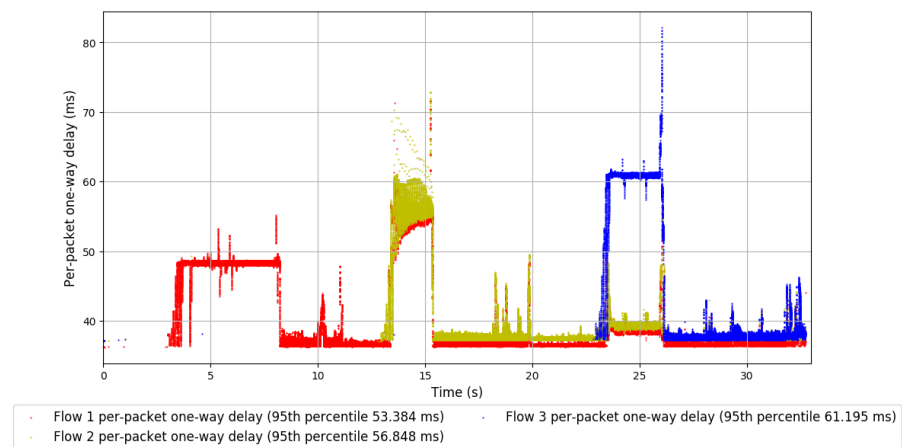 80
70
60
50
40
Per-packet one-way delay (ms)
0 5 10 15 20 25 30
Time (s)
Flow 1 per-packet one-way delay (95th percentile 53.384 ms) Flow 3 per-packet one-way delay (95th percentile 61.195 ms)
Flow 2 per-packet one-way delay (95th percentile 56.848 ms)